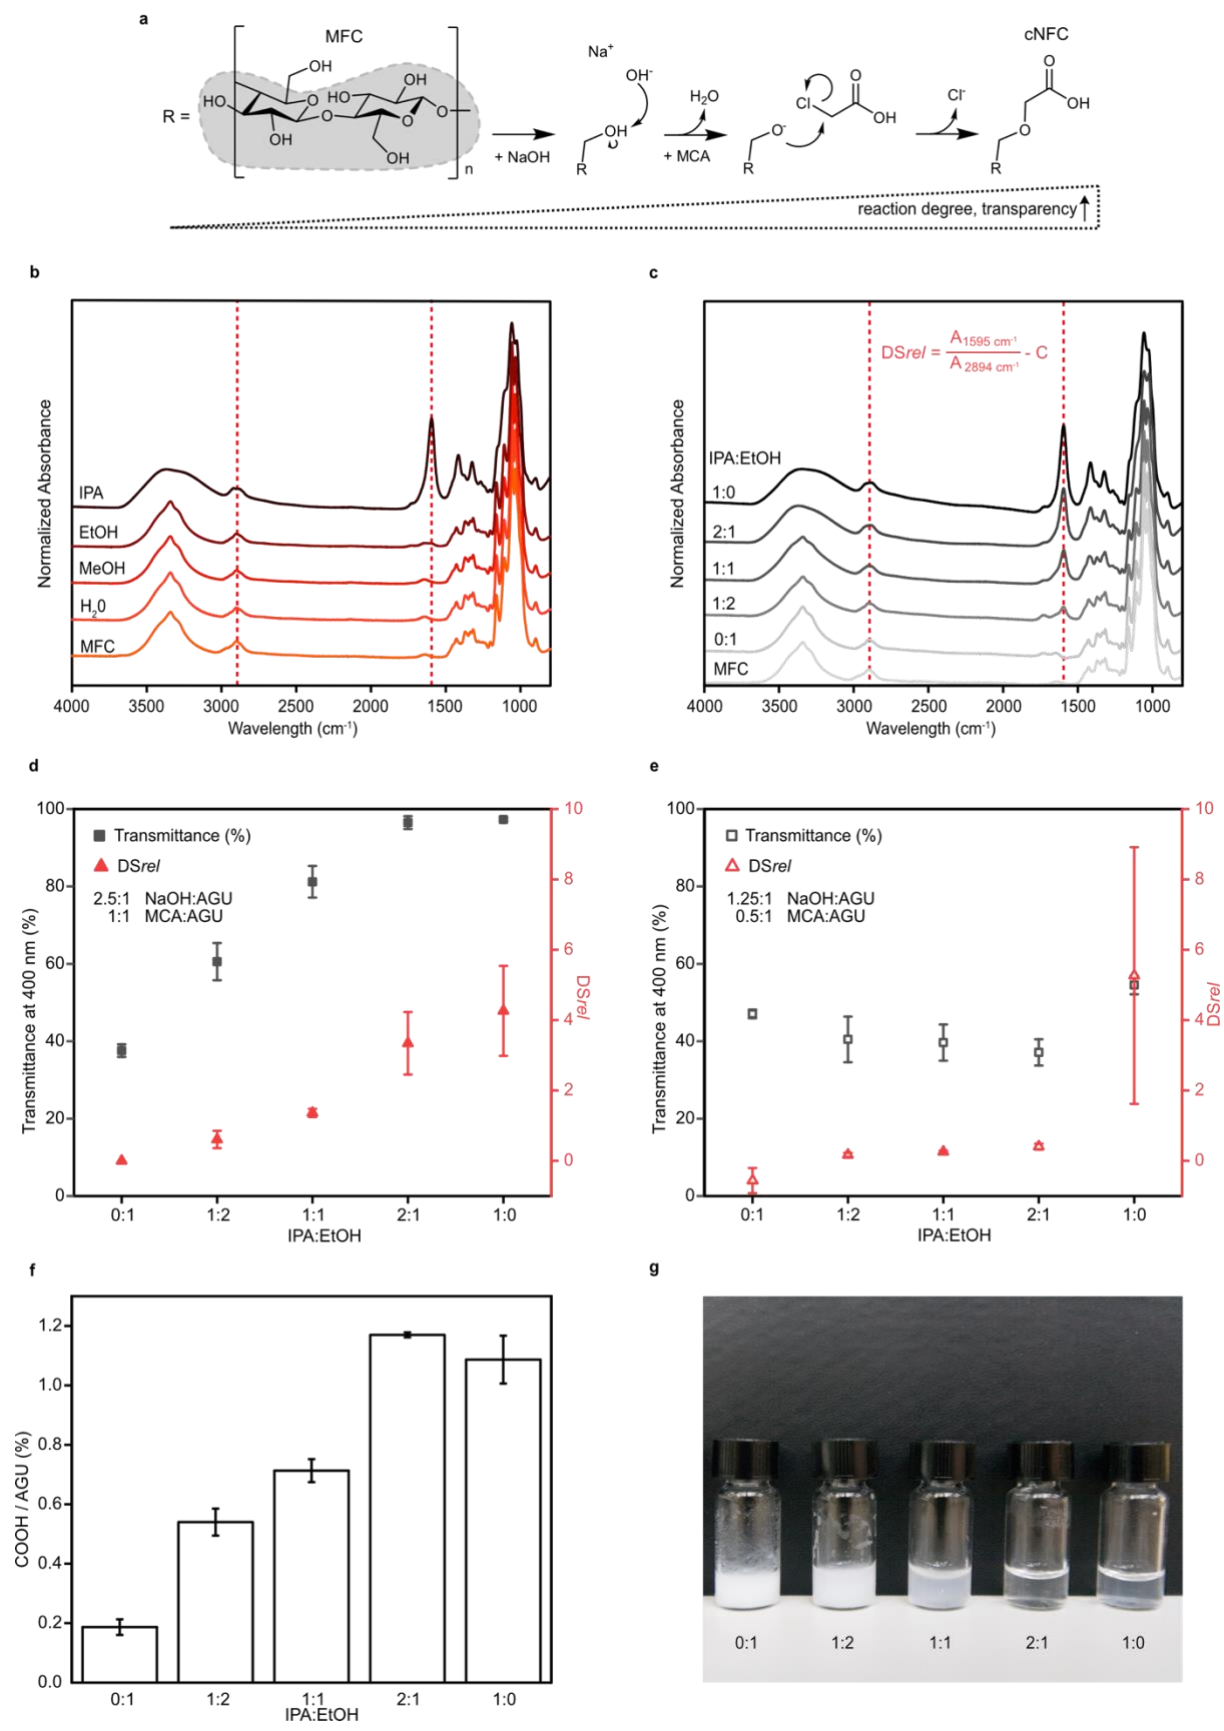 a
MFC
R =
OH
HO
OH
O
O
HO
OH
OH
O
O
n
+ NaOH
Na⁺
OH⁻
OH
R
H₂O
+ MCA
O⁻
R
Cl
O
OH
Cl⁻
cNFC
O
OH
O
R
reaction degree, transparency
b
Normalized Absorbance
IPA
EtOH
MeOH
H₂0
MFC
4000 3500 3000 2500 2000 1500 1000
Wavelength (cm⁻¹)
c
Normalized Absorbance
DSrel = A 1595 cm⁻¹ / A 2894 cm⁻¹ - C
IPA:EtOH
1:0
2:1
1:1
1:2
0:1
MFC
4000 3500 3000 2500 2000 1500 1000
Wavelength (cm⁻¹)
d
Transmittance at 400 nm (%)
100
80
60
40
20
0
Transmittance (%)
DSrel
2.5:1 NaOH:AGU
1:1 MCA:AGU
10
8
6
4
2
0
DSrel
0:1 1:2 1:1 2:1 1:0
IPA:EtOH
e
Transmittance at 400 nm (%)
100
80
60
40
20
0
Transmittance (%)
DSrel
1.25:1 NaOH:AGU
0.5:1 MCA:AGU
10
8
6
4
2
0
DSrel
0:1 1:2 1:1 2:1 1:0
IPA:EtOH
f
COOH / AGU (%)
1.2
1.0
0.8
0.6
0.4
0.2
0.0
0:1 1:2 1:1 2:1 1:0
IPA:EtOH
g
0:1 1:2 1:1 2:1 1:0